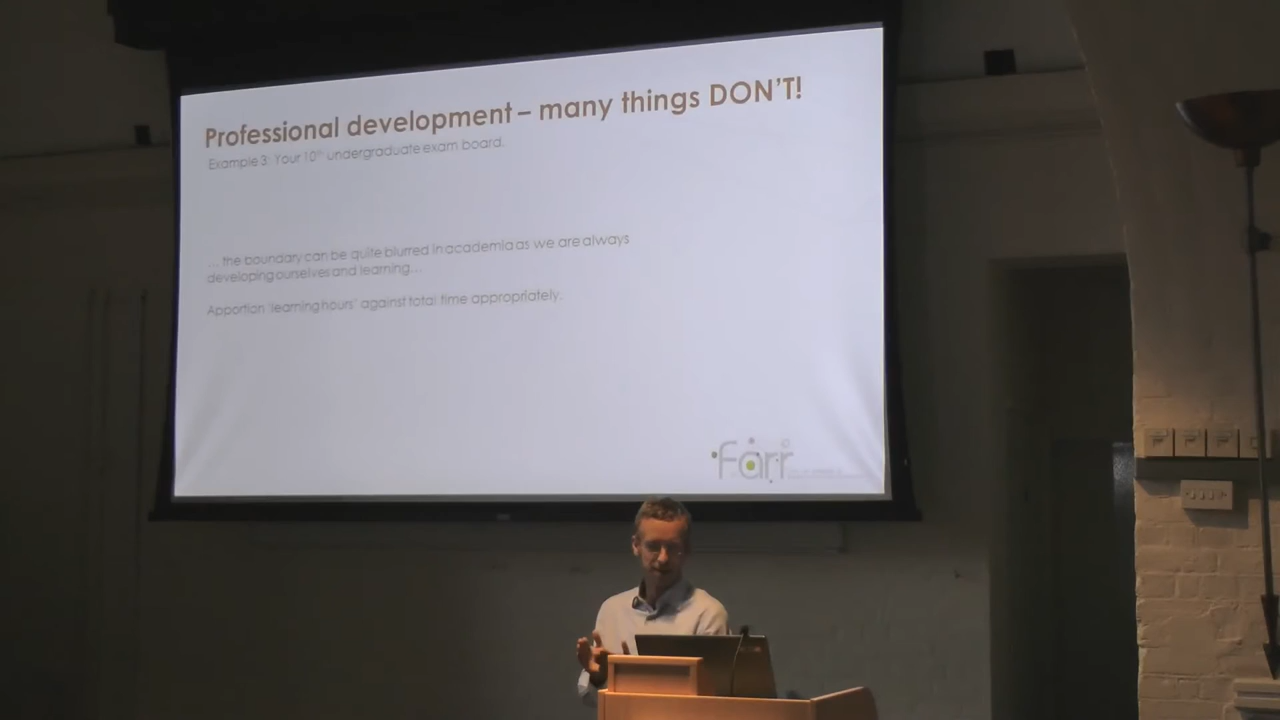 Professional development – many things DON'T!
Example 3: Your 10th undergraduate exam board.
... the boundary can be quite blurred in academia as we are always
developing ourselves and learning...
Apportion 'learning hours' against total time appropriately.
Farr